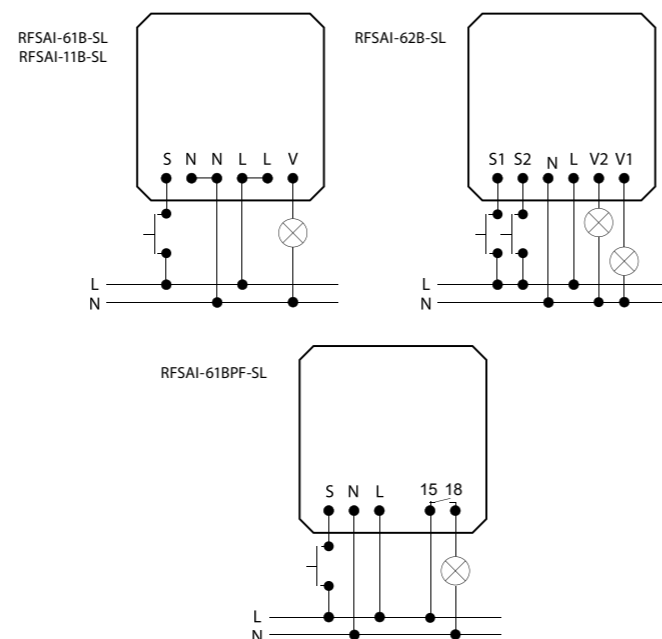 RFSAI-61B-SL
RFSAI-11B-SL
S N N L L V
L
N
RFSAI-62B-SL
S1 S2 N L V2 V1
L
N
RFSAI-61BPF-SL
S N L 15 18
L
N